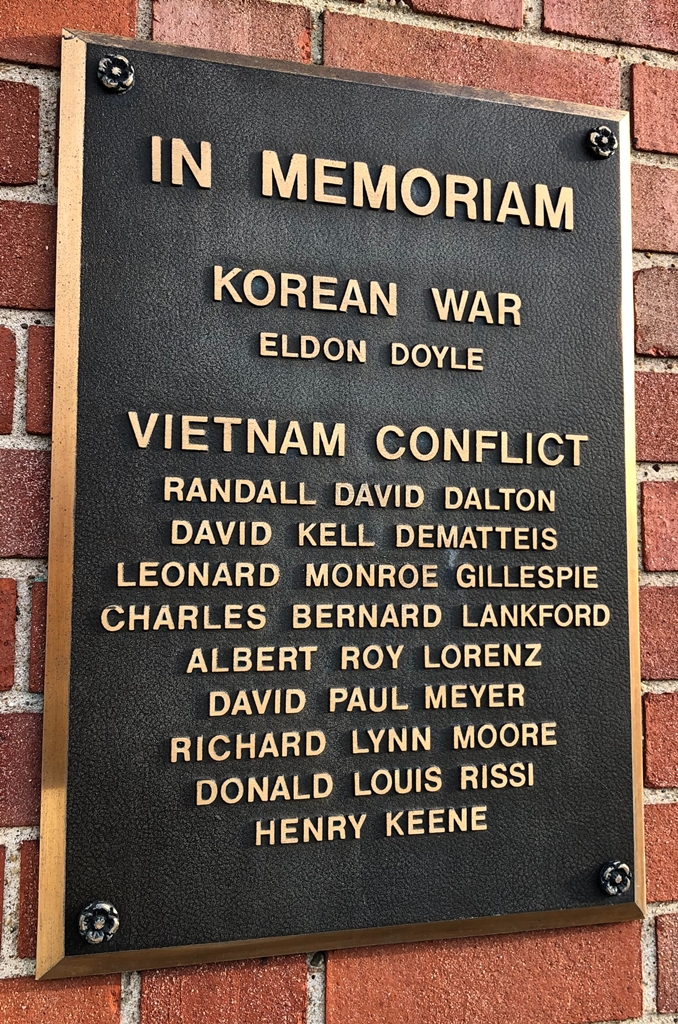 IN MEMORIAM
KOREAN WAR
ELDON DOYLE
VIETNAM CONFLICT
RANDALL DAVID DALTON
DAVID KELL DEMATTEIS
LEONARD MONROE GILLESPIE
CHARLES BERNARD LANKFORD
ALBERT ROY LORENZ
DAVID PAUL MEYER
RICHARD LYNN MOORE
DONALD LOUIS RISSI
HENRY KEENE